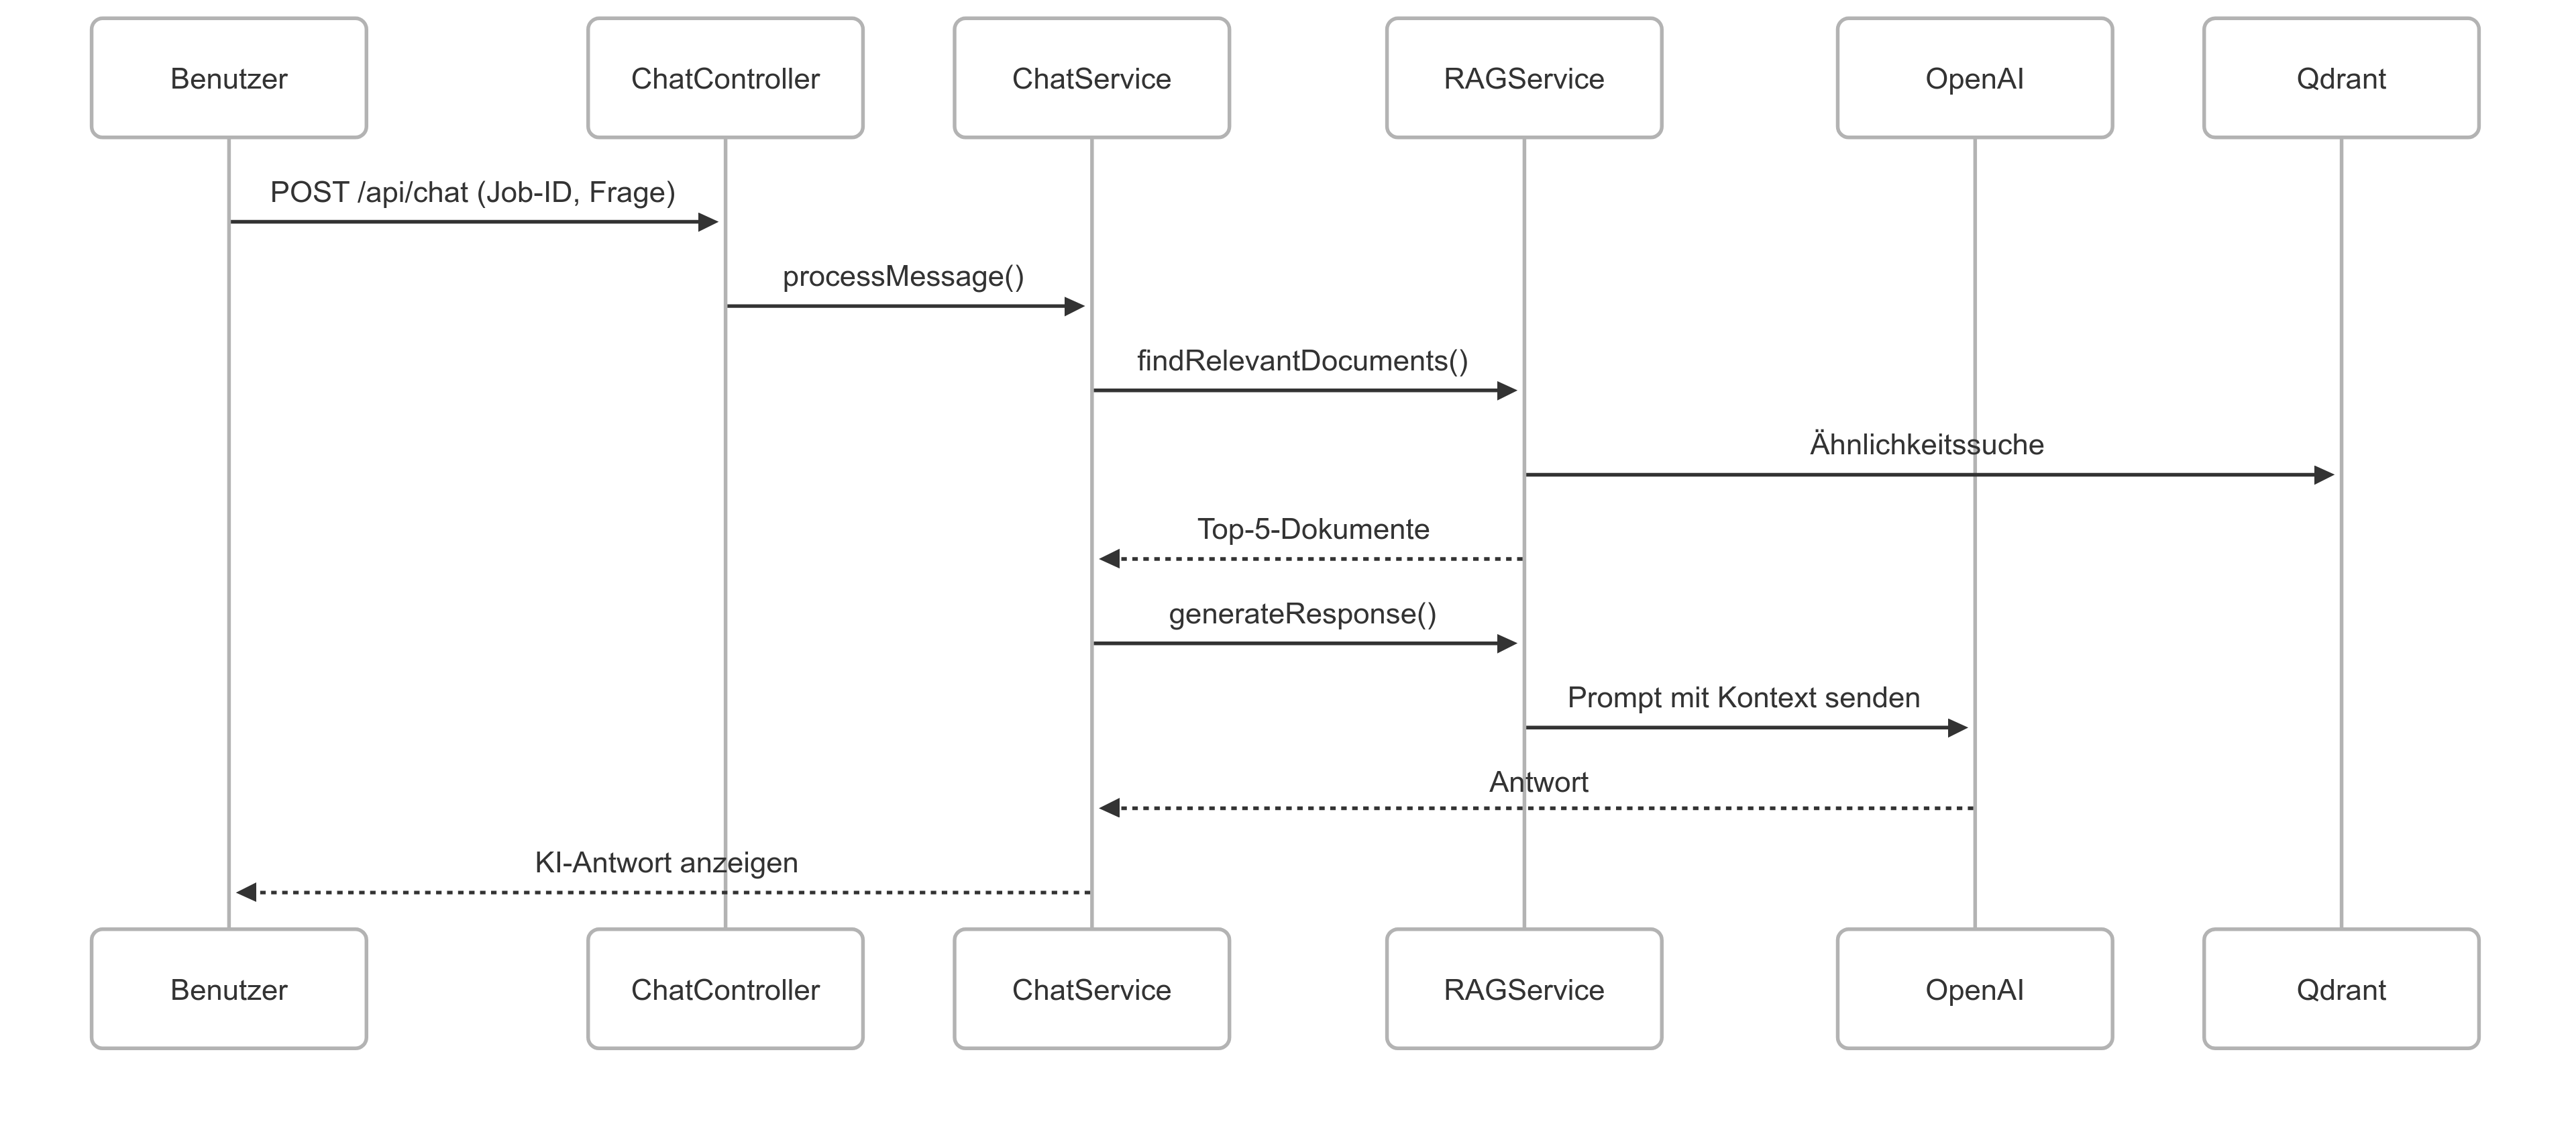 Benutzer
ChatController
ChatService
RAGService
OpenAI
Qdrant
POST /api/chat (Job-ID, Frage)
processMessage()
findRelevantDocuments()
Ähnlichkeitssuche
Top-5-Dokumente
generateResponse()
Prompt mit Kontext senden
Antwort
KI-Antwort anzeigen
Benutzer
ChatController
ChatService
RAGService
OpenAI
Qdrant